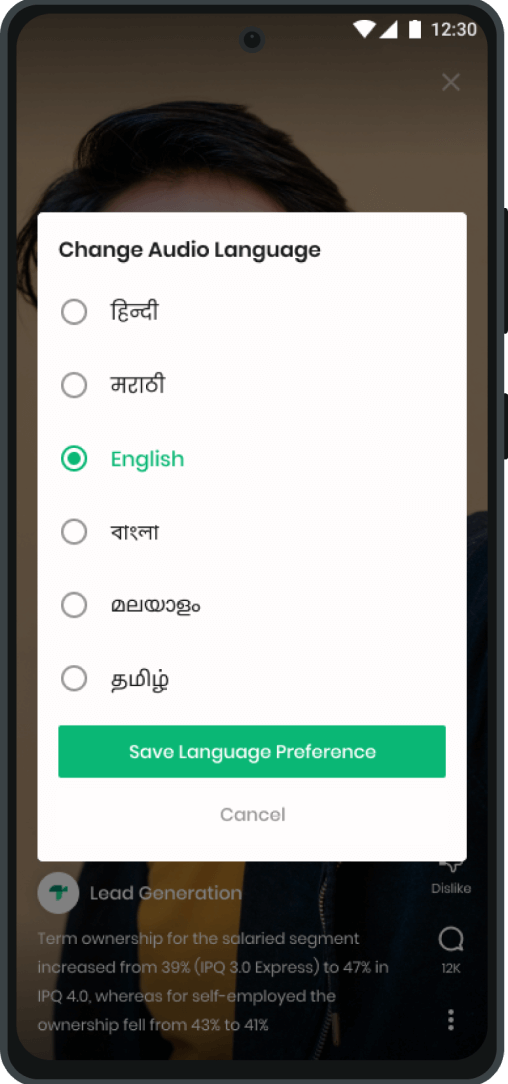 12:30
Change Audio Language
हिन्दी
मराठी
English
বাংলা
മലയാളം
தமிழ்
Save Language Preference
Cancel
Dislike
Lead Generation
Term ownership for the salaried segment
increased from 39% (IPQ 3.0 Express) to 47% in
12K
IPQ 4.0, whereas for self-employed the
ownership fell from 43% to 41%